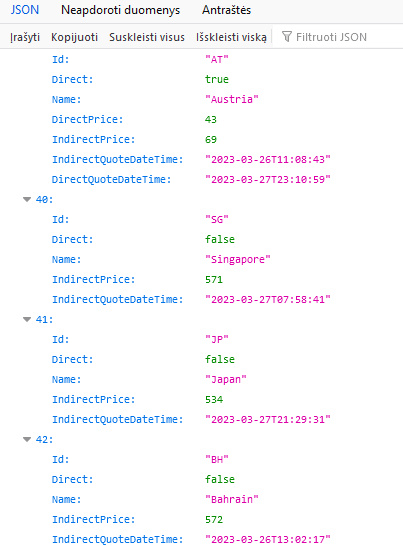 JSON Neapdoroti duomenys Antraštės
Įrašyti Kopijuoti Suskleisti visus Išskleisti viską Filtruoti JSON
Id: "AT"
Direct: true
Name: "Austria"
DirectPrice: 43
IndirectPrice: 69
IndirectQuoteDateTime: "2023-03-26T11:08:43"
DirectQuoteDateTime: "2023-03-27T23:10:59"
40:
Id: "SG"
Direct: false
Name: "Singapore"
IndirectPrice: 571
IndirectQuoteDateTime: "2023-03-27T07:58:41"
41:
Id: "JP"
Direct: false
Name: "Japan"
IndirectPrice: 534
IndirectQuoteDateTime: "2023-03-27T21:29:31"
42:
Id: "BH"
Direct: false
Name: "Bahrain"
IndirectPrice: 572
IndirectQuoteDateTime: "2023-03-26T13:02:17"